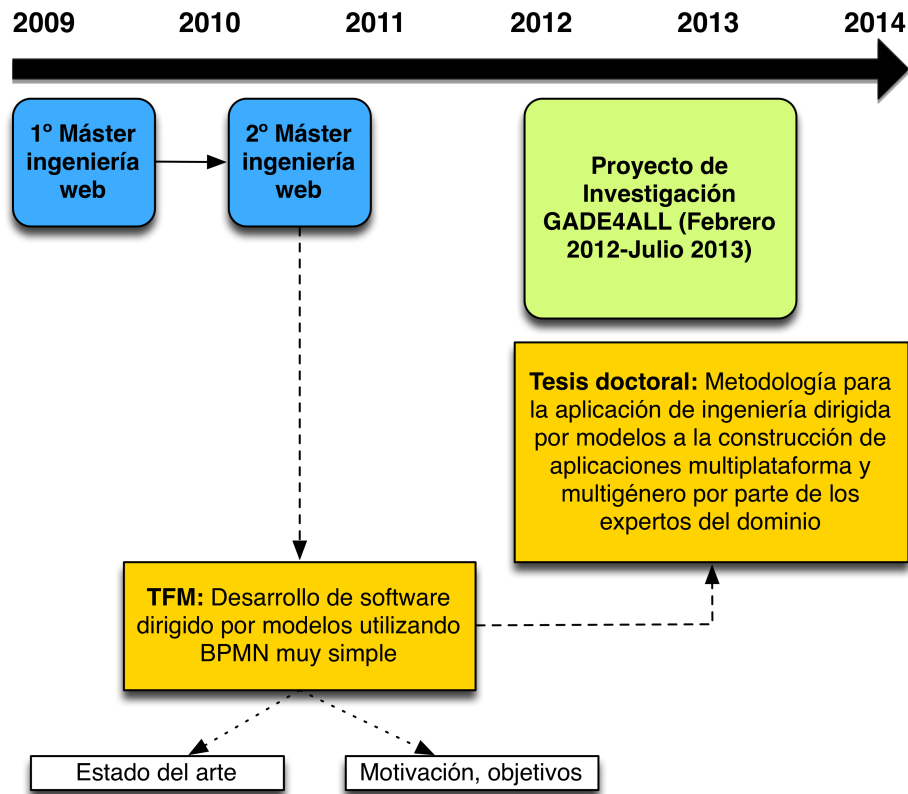 2009 2010 2011 2012 2013 2014
1º Máster
ingeniería
web
2º Máster
ingeniería
web
Proyecto de
Investigación
GADE4ALL (Febrero
2012-Julio 2013)
Tesis doctoral: Metodología para
la aplicación de ingeniería dirigida
por modelos a la construcción de
aplicaciones multiplataforma y
multigénero por parte de los
expertos del dominio
TFM: Desarrollo de software
dirigido por modelos utilizando
BPMN muy simple
Estado del arte
Motivación, objetivos